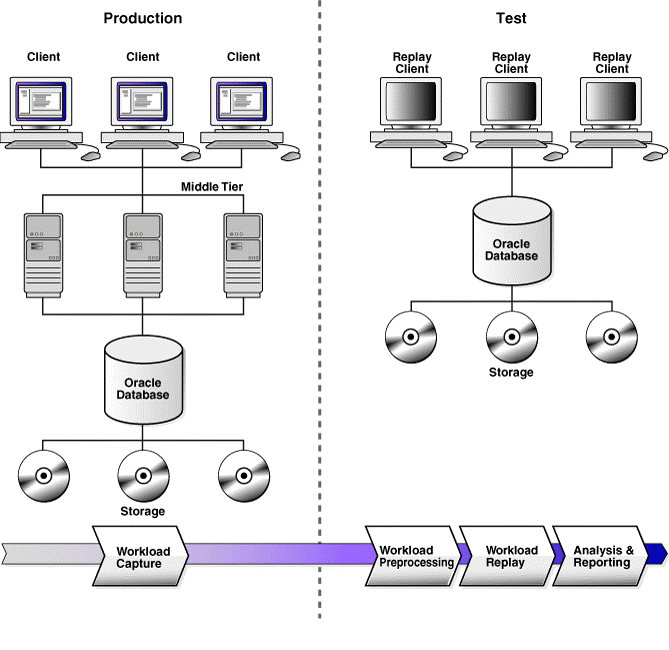 Production
Test
Client
Client
Client
Replay
Client
Replay
Client
Replay
Client
Middle Tier
Oracle
Database
Storage
Oracle
Database
Storage
Workload
Capture
Workload
Preprocessing
Workload
Replay
Analysis &
Reporting